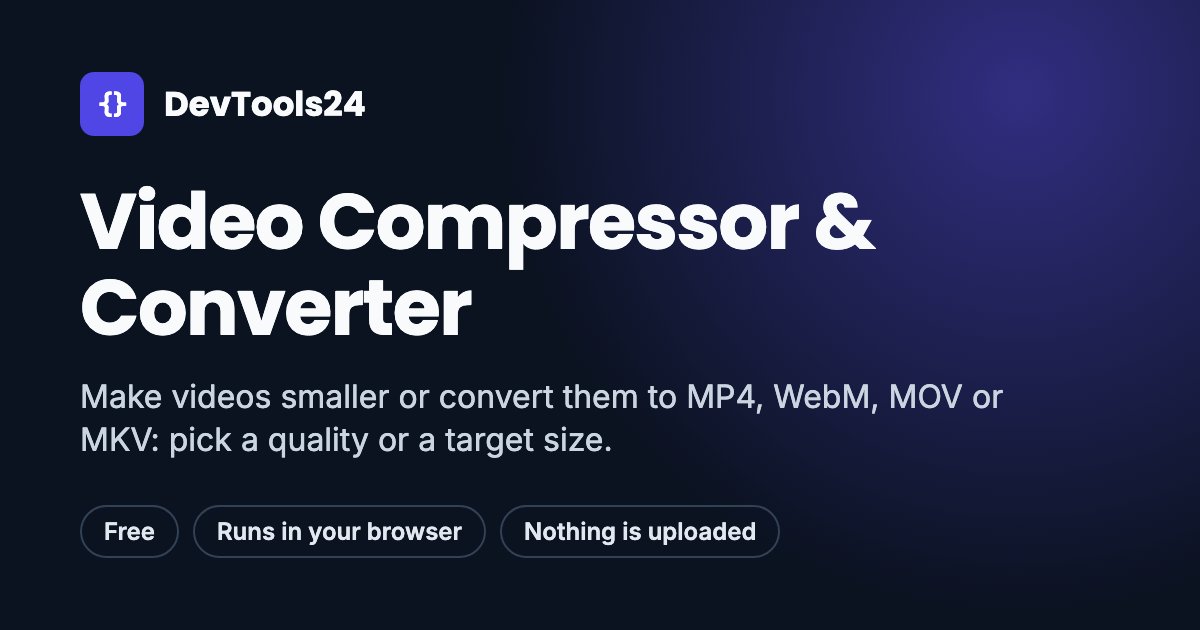 {}
DevTools24
Video Compressor &
Converter
Make videos smaller or convert them to MP4, WebM, MOV or
MKV: pick a quality or a target size.
Free
Runs in your browser
Nothing is uploaded